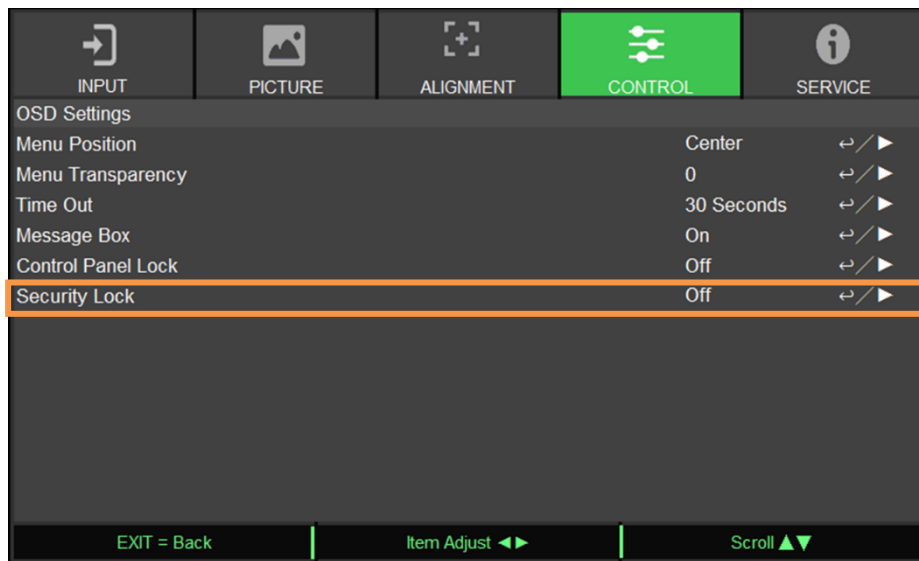 INPUT PICTURE ALIGNMENT CONTROL SERVICE
OSD Settings
Menu Position Center ↩/▶
Menu Transparency 0 ↩/▶
Time Out 30 Seconds ↩/▶
Message Box On ↩/▶
Control Panel Lock Off ↩/▶
Security Lock Off ↩/▶
EXIT = Back Item Adjust ◀▶ Scroll ▲▼